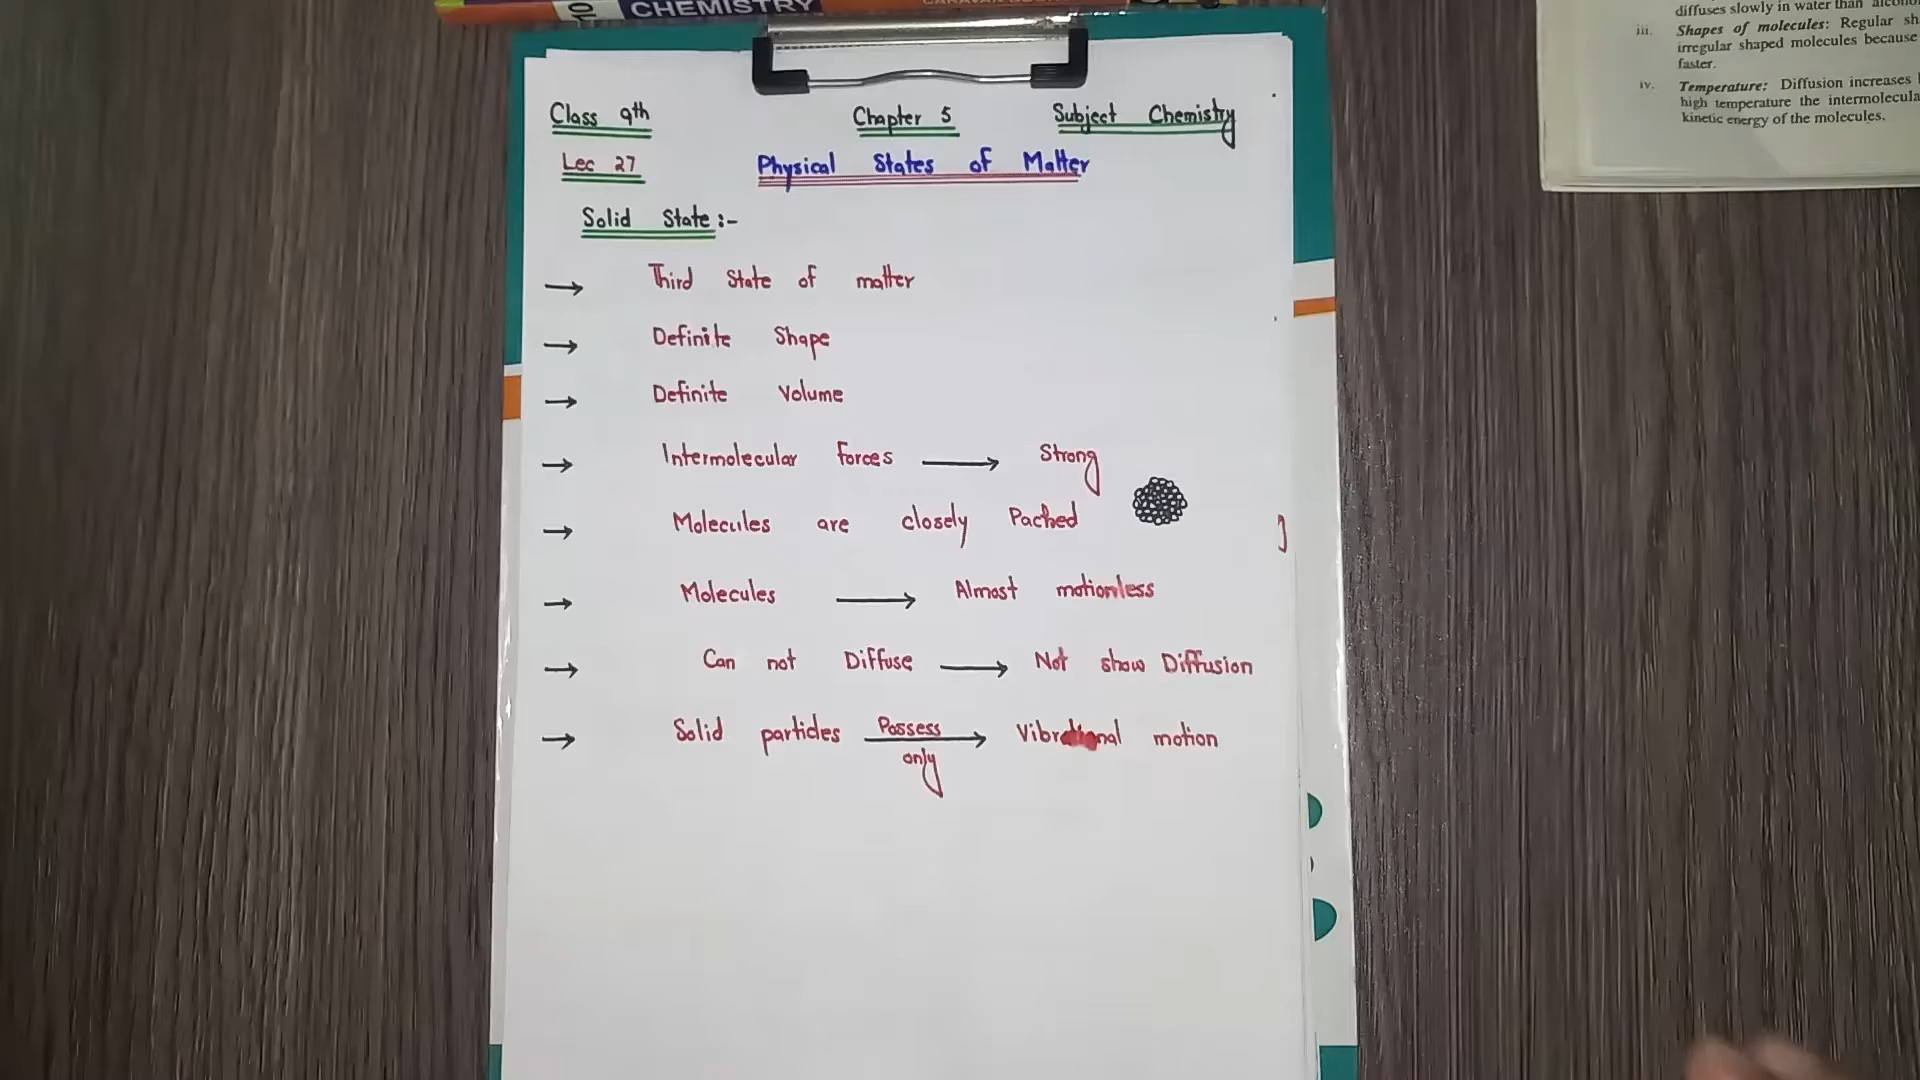 10 CHEMISTRY
diffuses slowly in water than
iii. Shapes of molecules: Regular
irregular shaped molecules because
faster.
iv. Temperature: Diffusion increases
high temperature the
kinetic energy of the molecules.
Class 9th Chapter 5 Subject Chemistry
Lec 27 Physical States of Matter
Solid State:-
→ Third State of matter
→ Definite Shape
→ Definite Volume
→ Intermolecular forces → Strong
→ Molecules are closely Packed
→ Molecules → Almost motionless
→ Can not Diffuse → Not show Diffusion
→ Solid particles Possess only → Vibrational motion